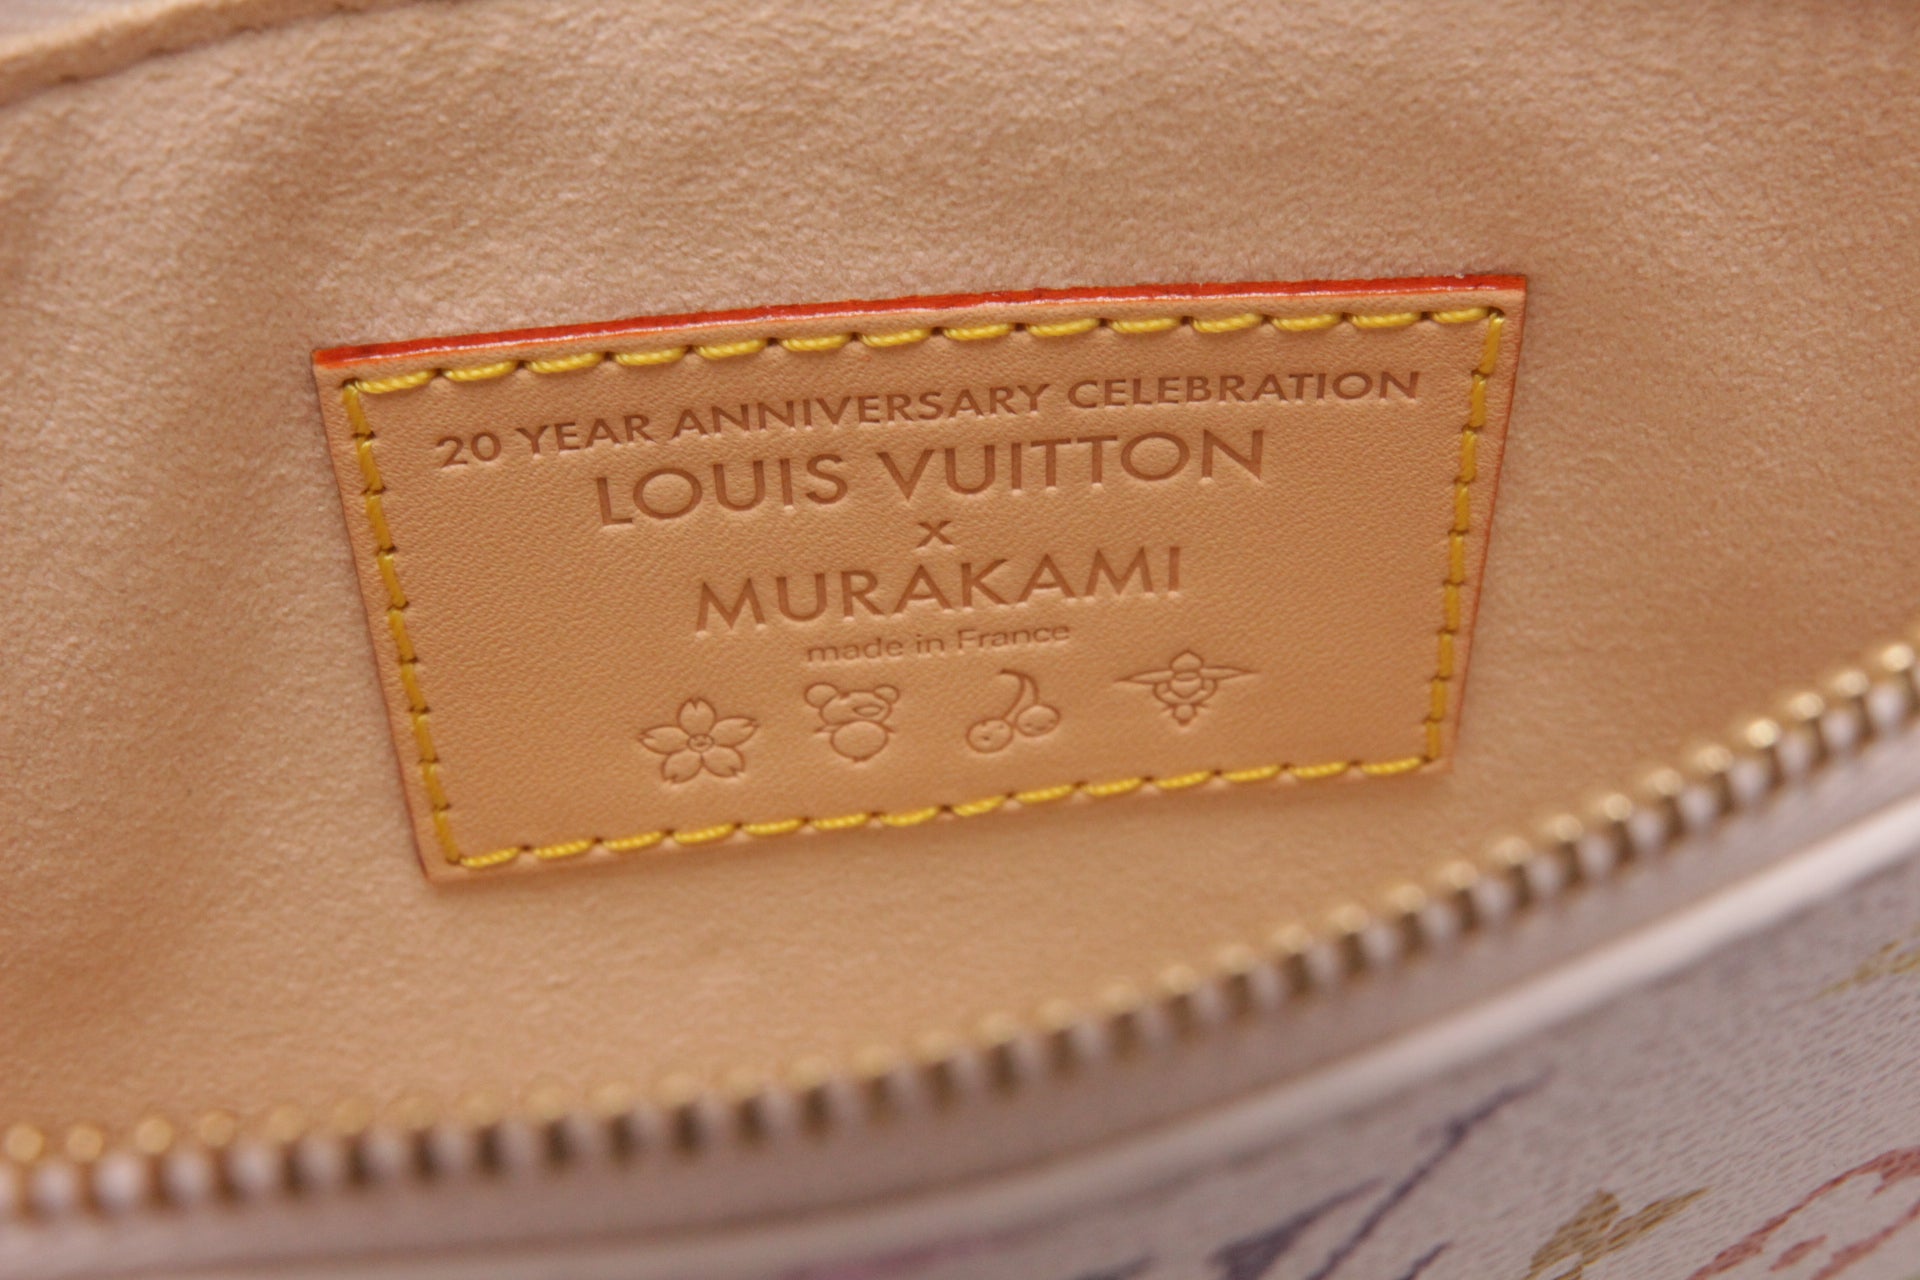 20 YEAR ANNIVERSARY CELEBRATION
LOUIS VUITTON
x
MURAKAMI
made in France